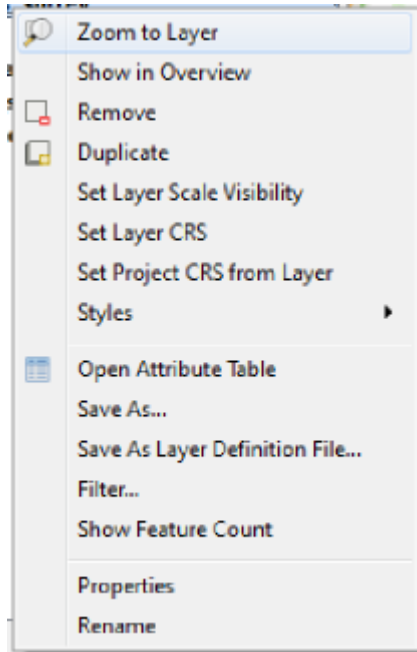 Zoom to Layer
Show in Overview
Remove
Duplicate
Set Layer Scale Visibility
Set Layer CRS
Set Project CRS from Layer
Styles
Open Attribute Table
Save As...
Save As Layer Definition File...
Filter...
Show Feature Count
Properties
Rename